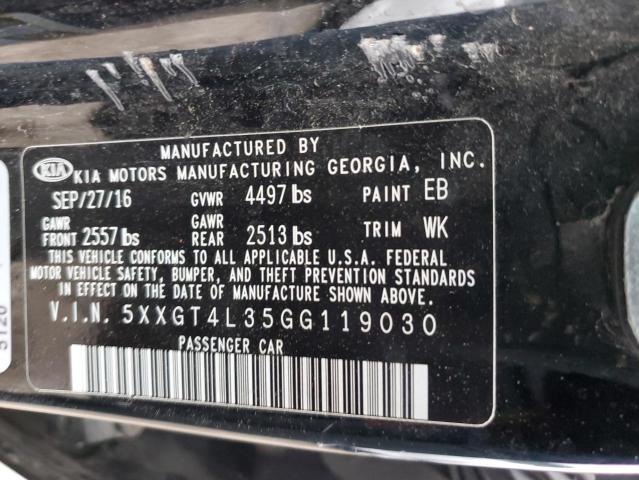 MANUFACTURED BY
KIA KIA MOTORS MANUFACTURING GEORGIA, INC.
SEP/27/16 GVWR 4497 lbs PAINT EB
GAWR FRONT 2557 lbs GAWR REAR 2513 lbs TRIM WK
THIS VEHICLE CONFORMS TO ALL APPLICABLE U.S.A. FEDERAL
MOTOR VEHICLE SAFETY, BUMPER, AND THEFT PREVENTION STANDARDS
IN EFFECT ON THE DATE OF MANUFACTURE SHOWN ABOVE.
V.I.N. 5XXGT4L35GG119030
PASSENGER CAR
5120